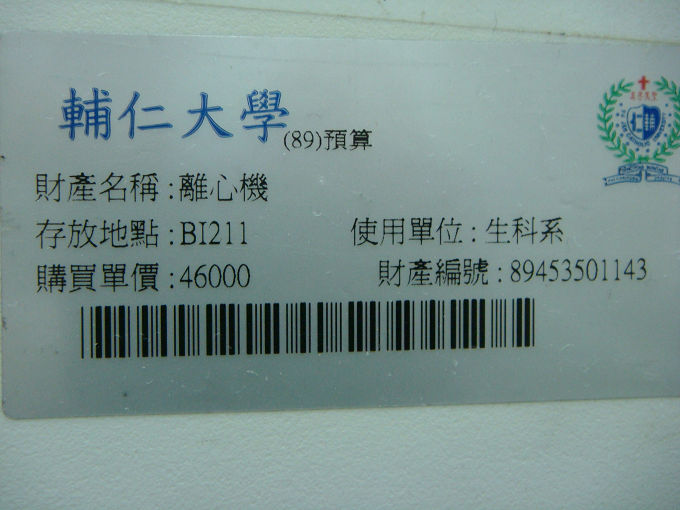 輔仁大學(89)預算
財產名稱:離心機
存放地點:BI211 使用單位:生科系
購買單價:46000 財產編號:89453501143